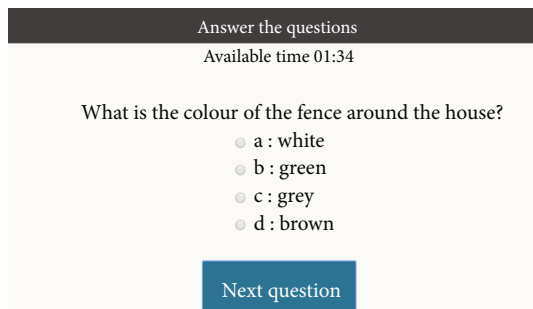 Answer the questions
Available time 01:34
What is the colour of the fence around the house?
a : white
b : green
c : grey
d : brown
Next question